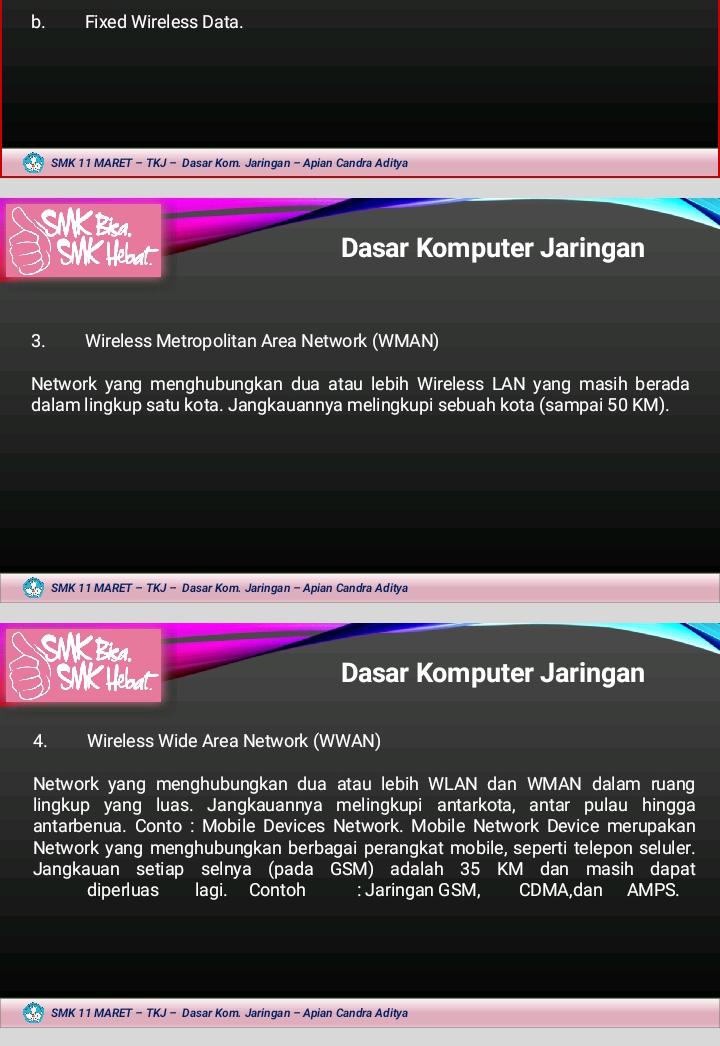 b. Fixed Wireless Data.
SMK 11 MARET – TKJ – Dasar Kom. Jaringan – Apian Candra Aditya
SMK Bisa.
SMK Hebat.
Dasar Komputer Jaringan
3. Wireless Metropolitan Area Network (WMAN)
Network yang menghubungkan dua atau lebih Wireless LAN yang masih berada
dalam lingkup satu kota. Jangkauannya melingkupi sebuah kota (sampai 50 KM).
SMK 11 MARET – TKJ – Dasar Kom. Jaringan – Apian Candra Aditya
SMK Bisa.
SMK Hebat.
Dasar Komputer Jaringan
4. Wireless Wide Area Network (WWAN)
Network yang menghubungkan dua atau lebih WLAN dan WMAN dalam ruang
lingkup yang luas. Jangkauannya melingkupi antarkota, antar pulau hingga
antarbenua. Conto : Mobile Devices Network. Mobile Network Device merupakan
Network yang menghubungkan berbagai perangkat mobile, seperti telepon seluler.
Jangkauan setiap selnya (pada GSM) adalah 35 KM dan masih dapat
diperluas lagi. Contoh : Jaringan GSM, CDMA,dan AMPS.
SMK 11 MARET – TKJ – Dasar Kom. Jaringan – Apian Candra Aditya